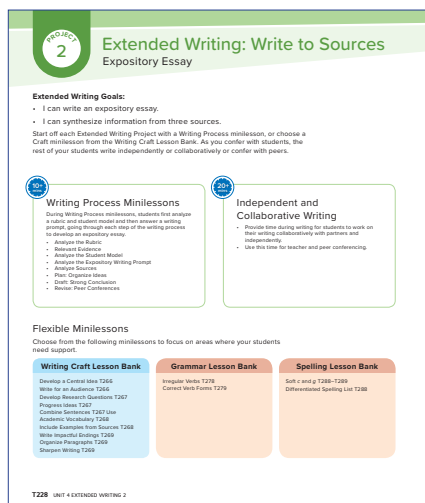 PROJECT
2
Extended Writing: Write to Sources
Expository Essay
Extended Writing Goals:
• I can write an expository essay.
• I can synthesize information from three sources.
Start off each Extended Writing Project with a Writing Process minilesson, or choose a
Craft minilesson from the Writing Craft Lesson Bank. As you confer with students, the
rest of your students write independently or collaboratively or confer with peers.
10+
mins
Writing Process Minilessons
During Writing Process minilessons, students first analyze
a rubric and student model and then answer a writing
prompt, going through each step of the writing process
to develop an expository essay.
• Analyze the Rubric
• Relevant Evidence
• Analyze the Student Model
• Analyze the Expository Writing Prompt
• Analyze Sources
• Plan: Organize Ideas
• Draft: Strong Conclusion
• Revise: Peer Conferences
20+
mins
Independent and
Collaborative Writing
• Provide time during writing for students to work on
their writing collaboratively with partners and
independently.
• Use this time for teacher and peer conferencing.
Flexible Minilessons
Choose from the following minilessons to focus on areas where your students
need support.
Writing Craft Lesson Bank
Develop a Central Idea T266
Write for an Audience T266
Develop Research Questions T267
Progress Ideas T267
Combine Sentences T267 Use
Academic Vocabulary T268
Include Examples from Sources T268
Write Impactful Endings T269
Organize Paragraphs T269
Sharpen Writing T269
Grammar Lesson Bank
Irregular Verbs T278
Correct Verb Forms T279
Spelling Lesson Bank
Soft c and g T288–T289
Differentiated Spelling List T288
T228 UNIT 4 EXTENDED WRITING 2